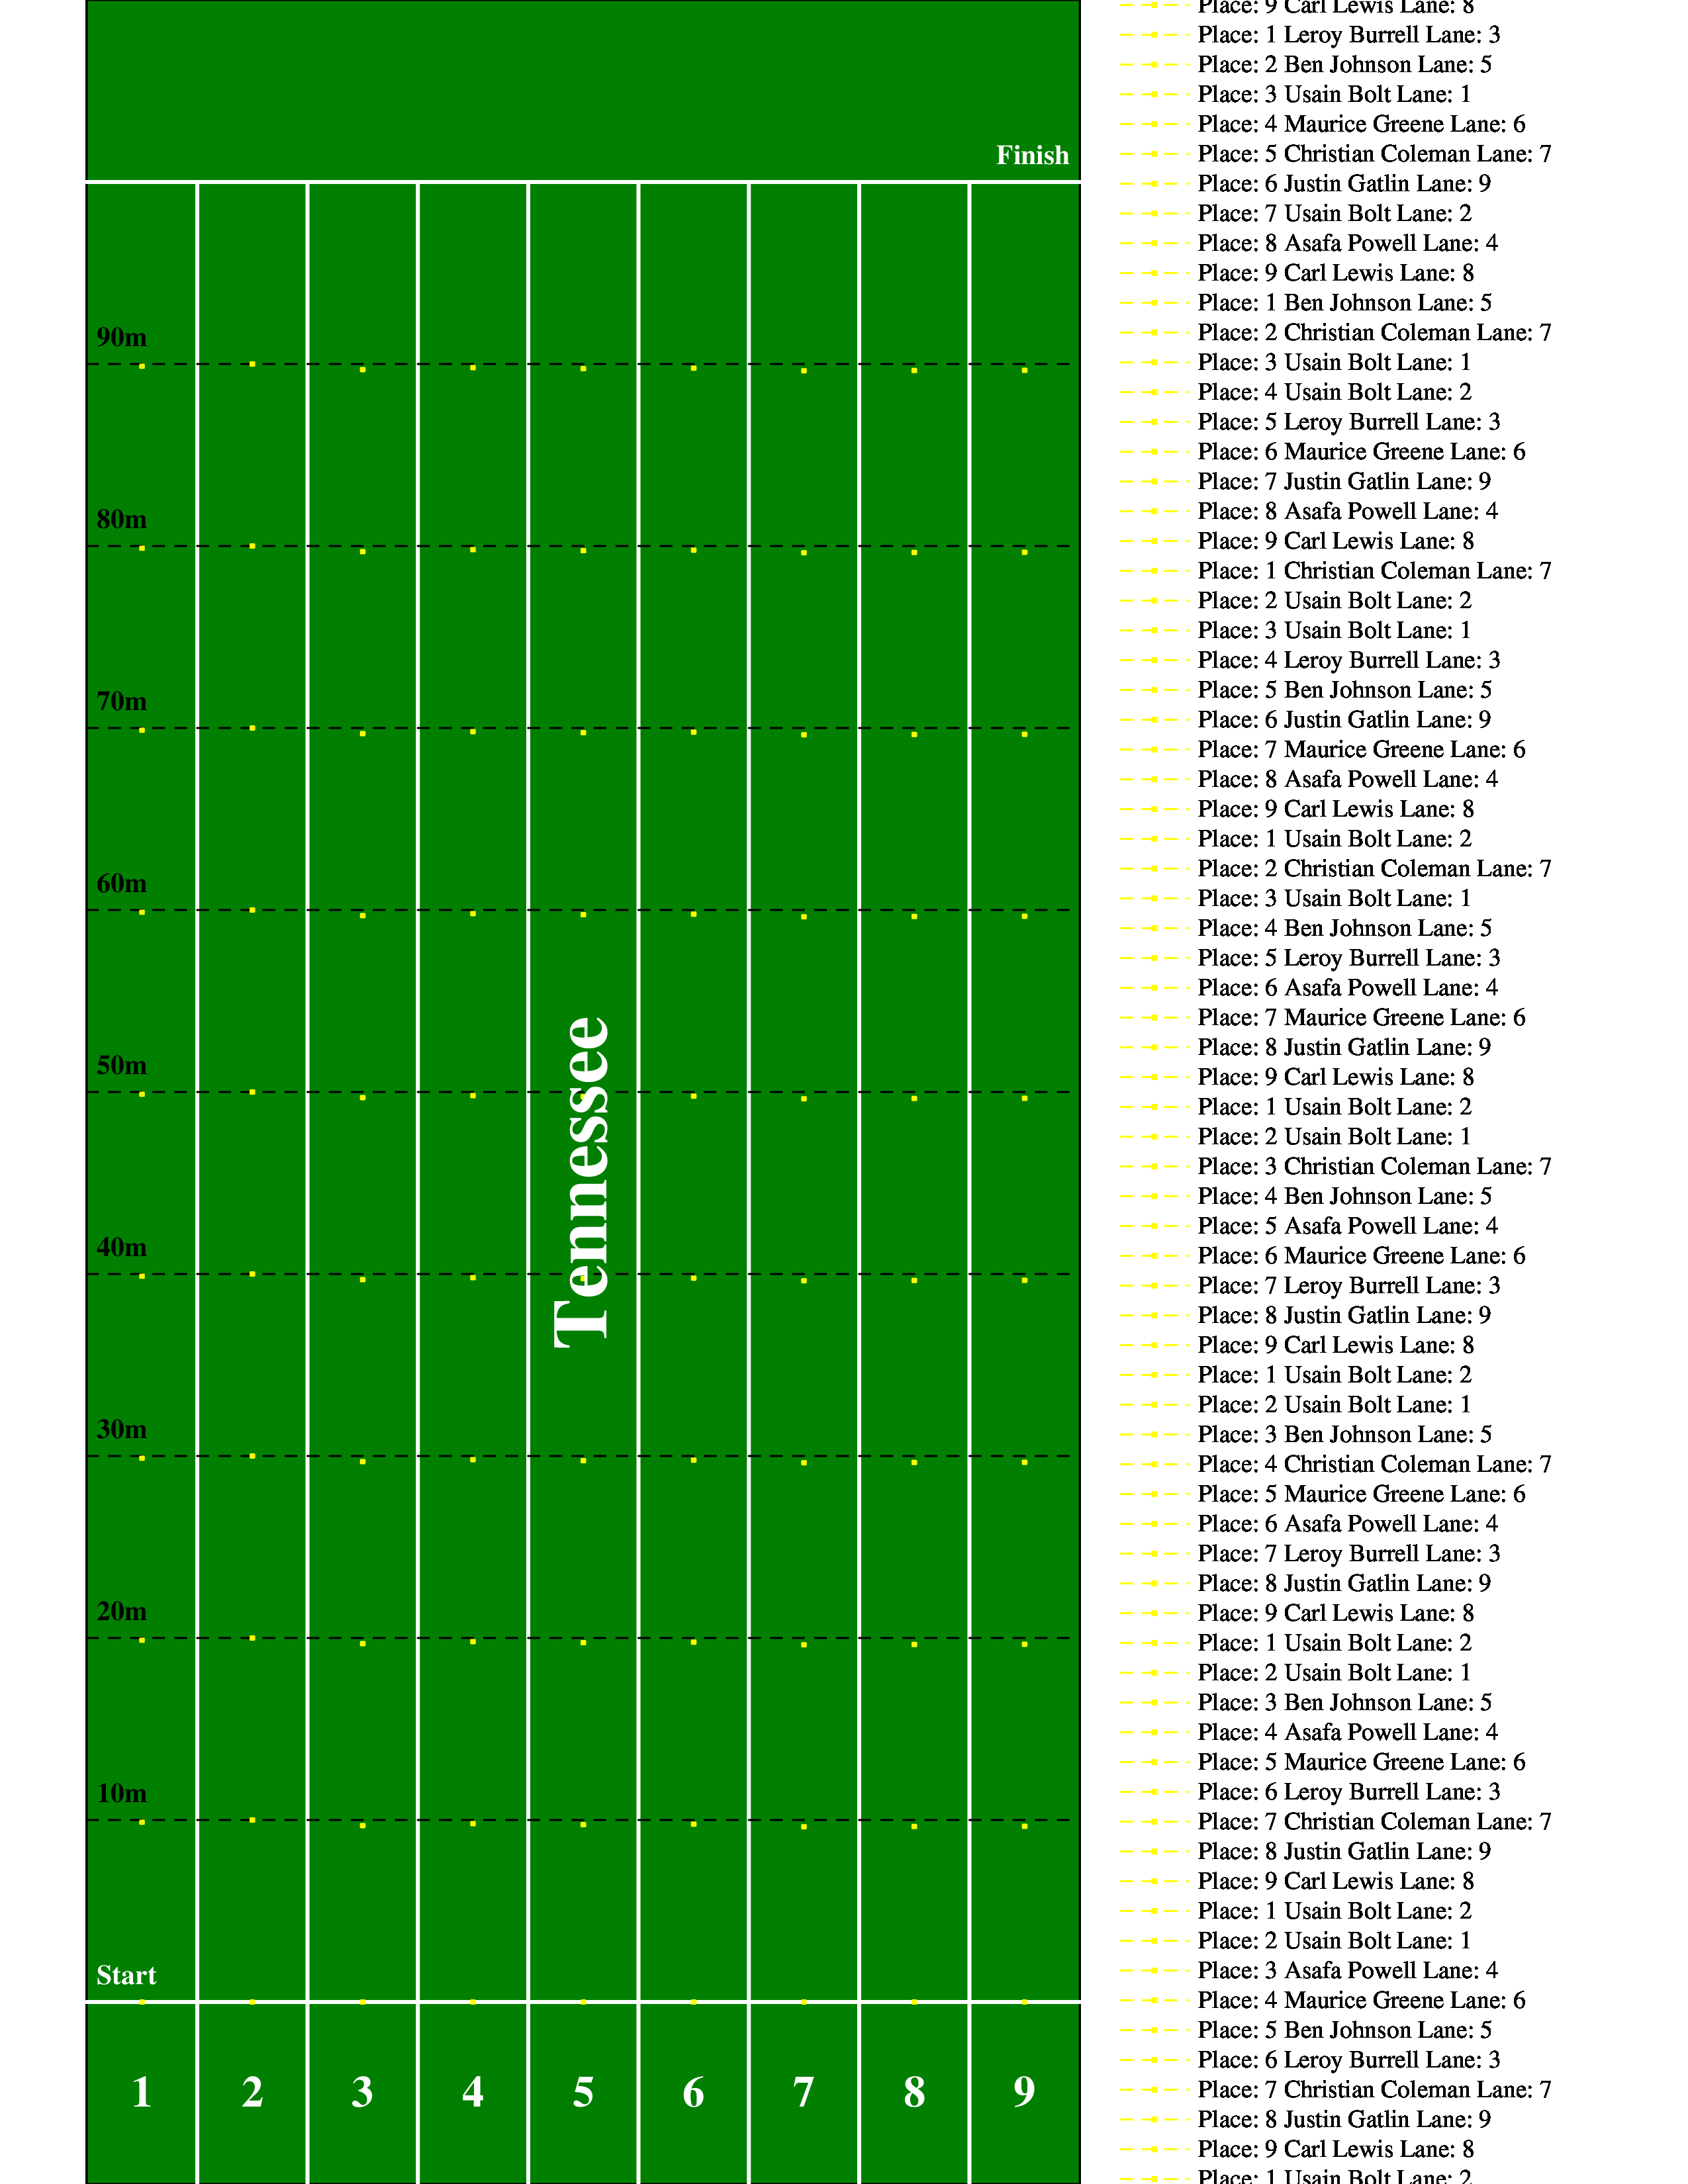 Finish
90m
80m
70m
60m
50m
40m
30m
20m
10m
Start
Tennessee
1 2 3 4 5 6 7 8 9
Place: 9 Carl Lewis Lane: 8
Place: 1 Leroy Burrell Lane: 3
Place: 2 Ben Johnson Lane: 5
Place: 3 Usain Bolt Lane: 1
Place: 4 Maurice Greene Lane: 6
Place: 5 Christian Coleman Lane: 7
Place: 6 Justin Gatlin Lane: 9
Place: 7 Usain Bolt Lane: 2
Place: 8 Asafa Powell Lane: 4
Place: 9 Carl Lewis Lane: 8
Place: 1 Ben Johnson Lane: 5
Place: 2 Christian Coleman Lane: 7
Place: 3 Usain Bolt Lane: 1
Place: 4 Usain Bolt Lane: 2
Place: 5 Leroy Burrell Lane: 3
Place: 6 Maurice Greene Lane: 6
Place: 7 Justin Gatlin Lane: 9
Place: 8 Asafa Powell Lane: 4
Place: 9 Carl Lewis Lane: 8
Place: 1 Christian Coleman Lane: 7
Place: 2 Usain Bolt Lane: 2
Place: 3 Usain Bolt Lane: 1
Place: 4 Leroy Burrell Lane: 3
Place: 5 Ben Johnson Lane: 5
Place: 6 Justin Gatlin Lane: 9
Place: 7 Maurice Greene Lane: 6
Place: 8 Asafa Powell Lane: 4
Place: 9 Carl Lewis Lane: 8
Place: 1 Usain Bolt Lane: 2
Place: 2 Christian Coleman Lane: 7
Place: 3 Usain Bolt Lane: 1
Place: 4 Ben Johnson Lane: 5
Place: 5 Leroy Burrell Lane: 3
Place: 6 Asafa Powell Lane: 4
Place: 7 Maurice Greene Lane: 6
Place: 8 Justin Gatlin Lane: 9
Place: 9 Carl Lewis Lane: 8
Place: 1 Usain Bolt Lane: 2
Place: 2 Usain Bolt Lane: 1
Place: 3 Christian Coleman Lane: 7
Place: 4 Ben Johnson Lane: 5
Place: 5 Asafa Powell Lane: 4
Place: 6 Maurice Greene Lane: 6
Place: 7 Leroy Burrell Lane: 3
Place: 8 Justin Gatlin Lane: 9
Place: 9 Carl Lewis Lane: 8
Place: 1 Usain Bolt Lane: 2
Place: 2 Usain Bolt Lane: 1
Place: 3 Ben Johnson Lane: 5
Place: 4 Christian Coleman Lane: 7
Place: 5 Maurice Greene Lane: 6
Place: 6 Asafa Powell Lane: 4
Place: 7 Leroy Burrell Lane: 3
Place: 8 Justin Gatlin Lane: 9
Place: 9 Carl Lewis Lane: 8
Place: 1 Usain Bolt Lane: 2
Place: 2 Usain Bolt Lane: 1
Place: 3 Ben Johnson Lane: 5
Place: 4 Asafa Powell Lane: 4
Place: 5 Maurice Greene Lane: 6
Place: 6 Leroy Burrell Lane: 3
Place: 7 Christian Coleman Lane: 7
Place: 8 Justin Gatlin Lane: 9
Place: 9 Carl Lewis Lane: 8
Place: 1 Usain Bolt Lane: 2
Place: 2 Usain Bolt Lane: 1
Place: 3 Asafa Powell Lane: 4
Place: 4 Maurice Greene Lane: 6
Place: 5 Ben Johnson Lane: 5
Place: 6 Leroy Burrell Lane: 3
Place: 7 Christian Coleman Lane: 7
Place: 8 Justin Gatlin Lane: 9
Place: 9 Carl Lewis Lane: 8
Place: 1 Usain Bolt Lane: 2